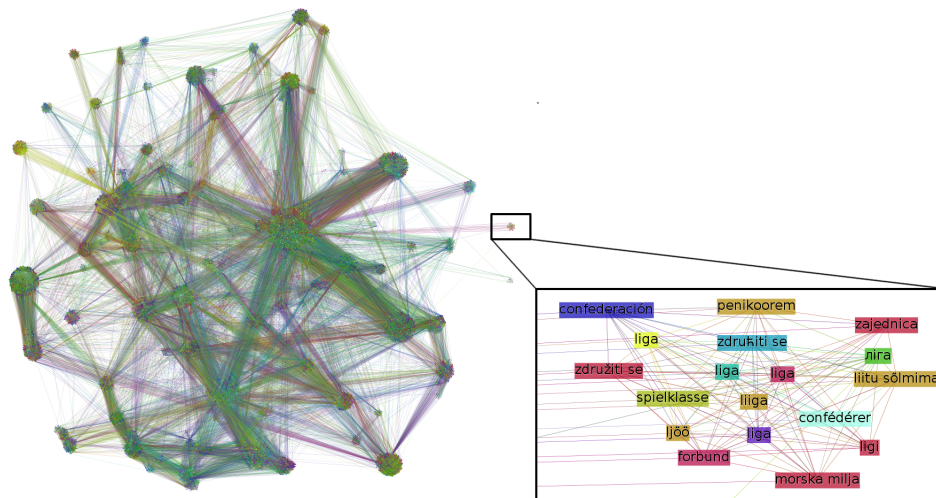 confederación
penikoorem
zajednica
liga
združiti se
ліга
združiti se
liga
liga
liitu sõlmima
spielklasse
liiga
confédérer
ljöö
liga
ligi
forbund
morska milja